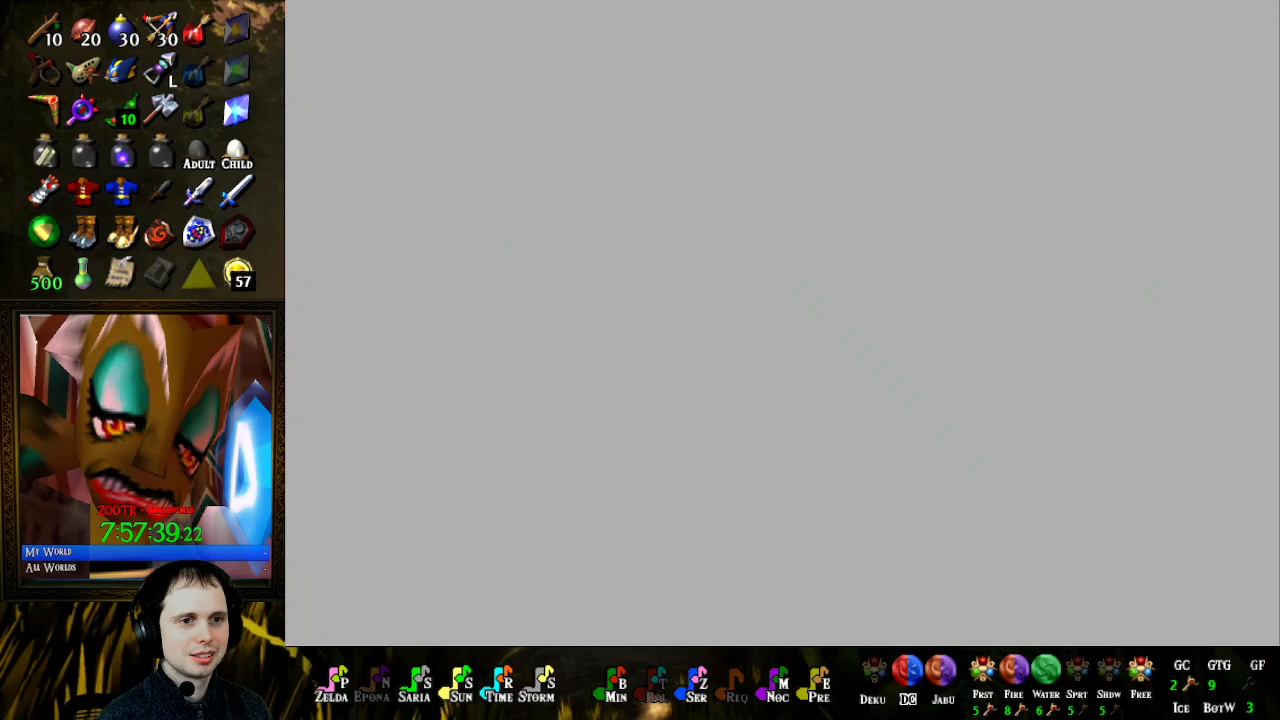 10 20 30 30
L
10
ADULT CHILD
500 57
ZOOTR
7:57:39.22
MY WORLD -
ALL WORLDS -
P S S R S B T Z R M E
ZELDA EPONA SARIA SUN TIME STORM MIN BOL SER REQ NOC PRE
DEKU DC JABU FRST FIRE WATER SPRT SHDW FREE
5 8 6 5 5
GC GTG GF
2 9
ICE BOTW 3